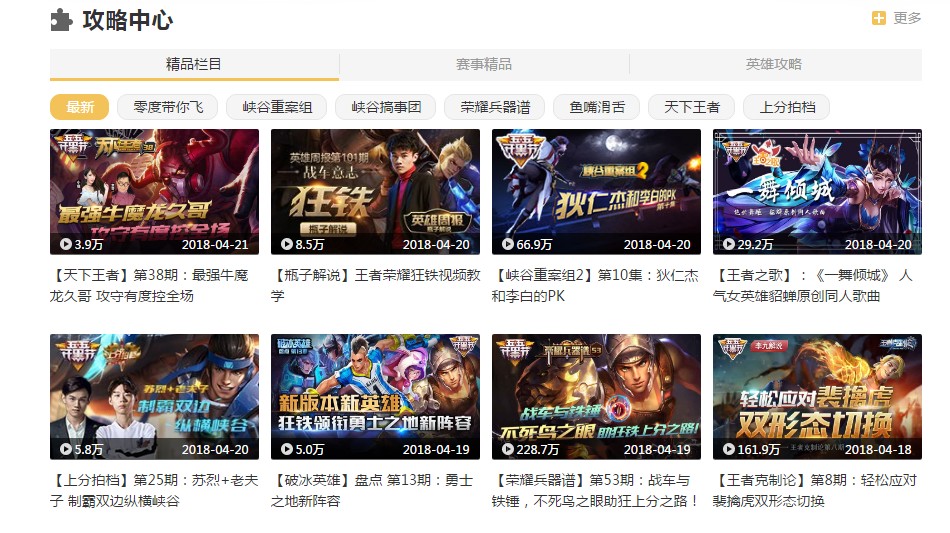 攻略中心
更多
精品栏目
赛事精品
英雄攻略
最新
零度带你飞
峡谷重案组
峡谷搞事团
荣耀兵器谱
鱼嘴滑舌
天下王者
上分拍档
天下王者 38
最强牛魔龙久哥
攻守有度控全场
3.9万
2018-04-21
英雄周报第191期
战车意志
狂铁
瓶子解说
英雄周报
8.5万
2018-04-20
峡谷重案组2
狄仁杰和李白的PK
第十集
66.9万
2018-04-20
一舞倾城
29.2万
2018-04-20
【天下王者】第38期：最强牛魔
龙久哥 攻守有度控全场
【瓶子解说】王者荣耀狂铁视频教
学
【峡谷重案组2】第10集：狄仁杰
和李白的PK
【王者之歌】：《一舞倾城》 人
气女英雄貂蝉原创同人歌曲
苏烈+老夫子
制霸双边
纵横峡谷
5.8万
2018-04-20
破冰英雄
新版本新英雄
狂铁领衔勇士之地新阵容
5.0万
2018-04-19
荣耀兵器谱 53
战车与铁锤
不死鸟之眼 助狂铁上分之路!
228.7万
2018-04-19
李九解说
轻松应对裴擒虎
双形态切换
161.9万
2018-04-18
【上分拍档】第25期：苏烈+老夫
子 制霸双边纵横峡谷
【破冰英雄】盘点 第13期：勇士
之地新阵容
【荣耀兵器谱】第53期：战车与
铁锤，不死鸟之眼助狂上分之路！
【王者克制论】第8期：轻松应对
裴擒虎双形态切换